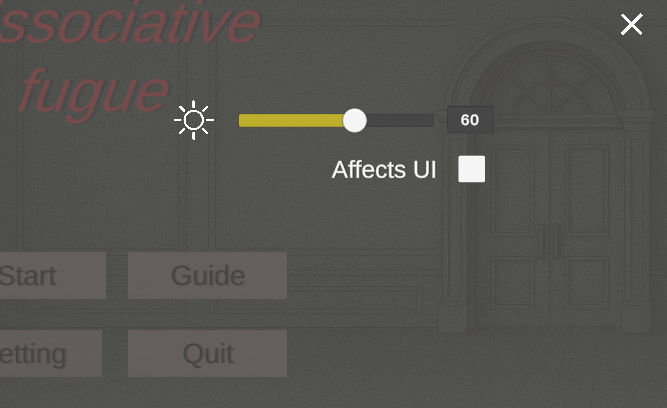 ssociative
fugue
60
Affects UI
Start
Guide
etting
Quit